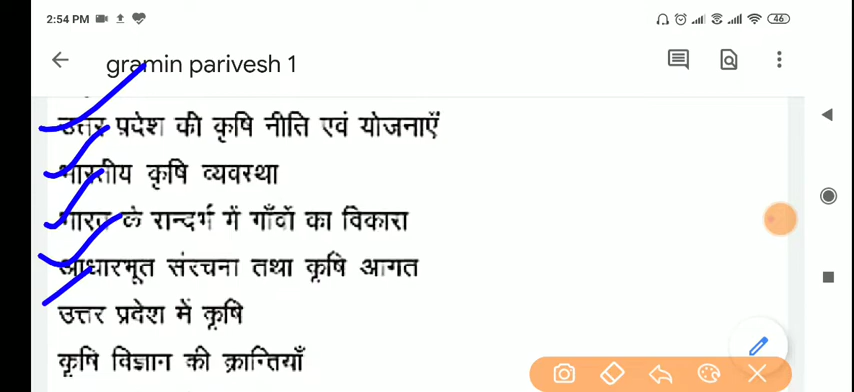 2:54 PM
46
gramin parivesh 1
उत्तर प्रदेश की कृषि नीति एवं योजनाएँ
भारतीय कृषि व्यवस्था
भारत के सन्दर्भ में गाँवों का विकास
आधारभूत संरचना तथा कृषि आगत
उत्तर प्रदेश में कृषि
कृषि विज्ञान की क्रान्तियाँ